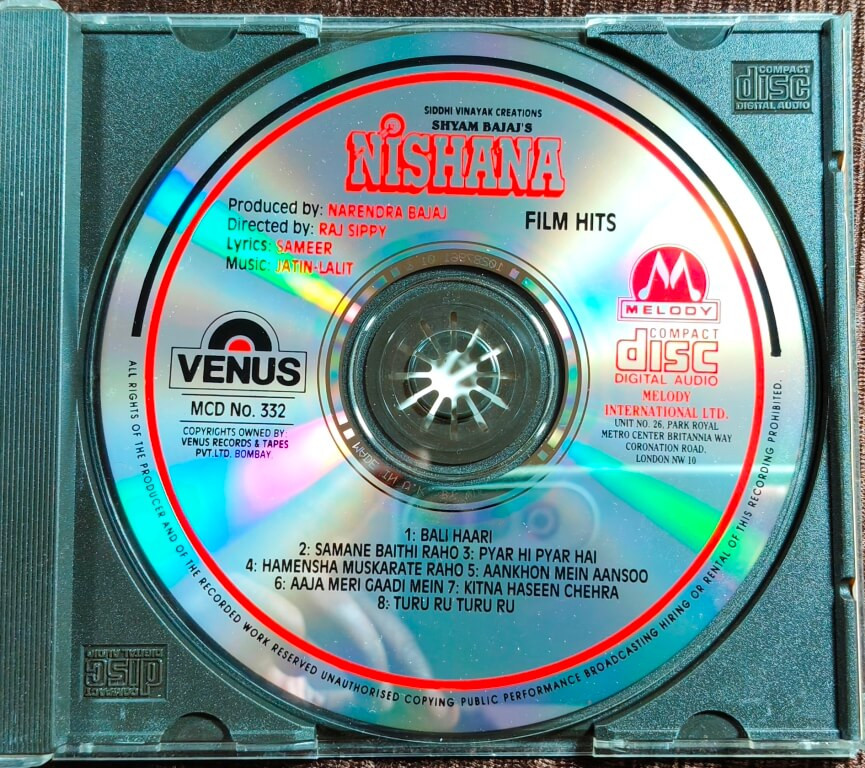 COMPACT
disc
DIGITAL AUDIO
SIDDHI VINAYAK CREATIONS
SHYAM BAJAJ'S
NISHANA
FILM HITS
Produced by: NARENDRA BAJAJ
Directed by: RAJ SIPPY
Lyrics: SAMEER
Music: JATIN-LALIT
VENUS
MCD No. 332
COPYRIGHTS OWNED BY
VENUS RECORDS & TAPES
PVT.LTD. BOMBAY.
M
MELODY
COMPACT
disc
DIGITAL AUDIO
MELODY
INTERNATIONAL LTD.
UNIT NO. 26, PARK ROYAL
METRO CENTER BRITANNIA WAY
CORONATION ROAD.
LONDON NW 10
1: BALI HAARI
2: SAMANE BAITHI RAHO 3: PYAR HI PYAR HAI
4: HAMENSHA MUSKARATE RAHO 5: AANKHON MEIN AANSOO
6: AAJA MERI GAADI MEIN 7: KITNA HASEEN CHEHRA
8: TURU RU TURU RU
ALL RIGHTS OF THE PRODUCER AND OF THE RECORDED WORK RESERVED UNAUTHORISED COPYING PUBLIC PERFORMANCE BROADCASTING HIRING OR RENTAL OF THIS RECORDING PROHIBITED.
COMPACT
disc
DIGITAL AUDIO